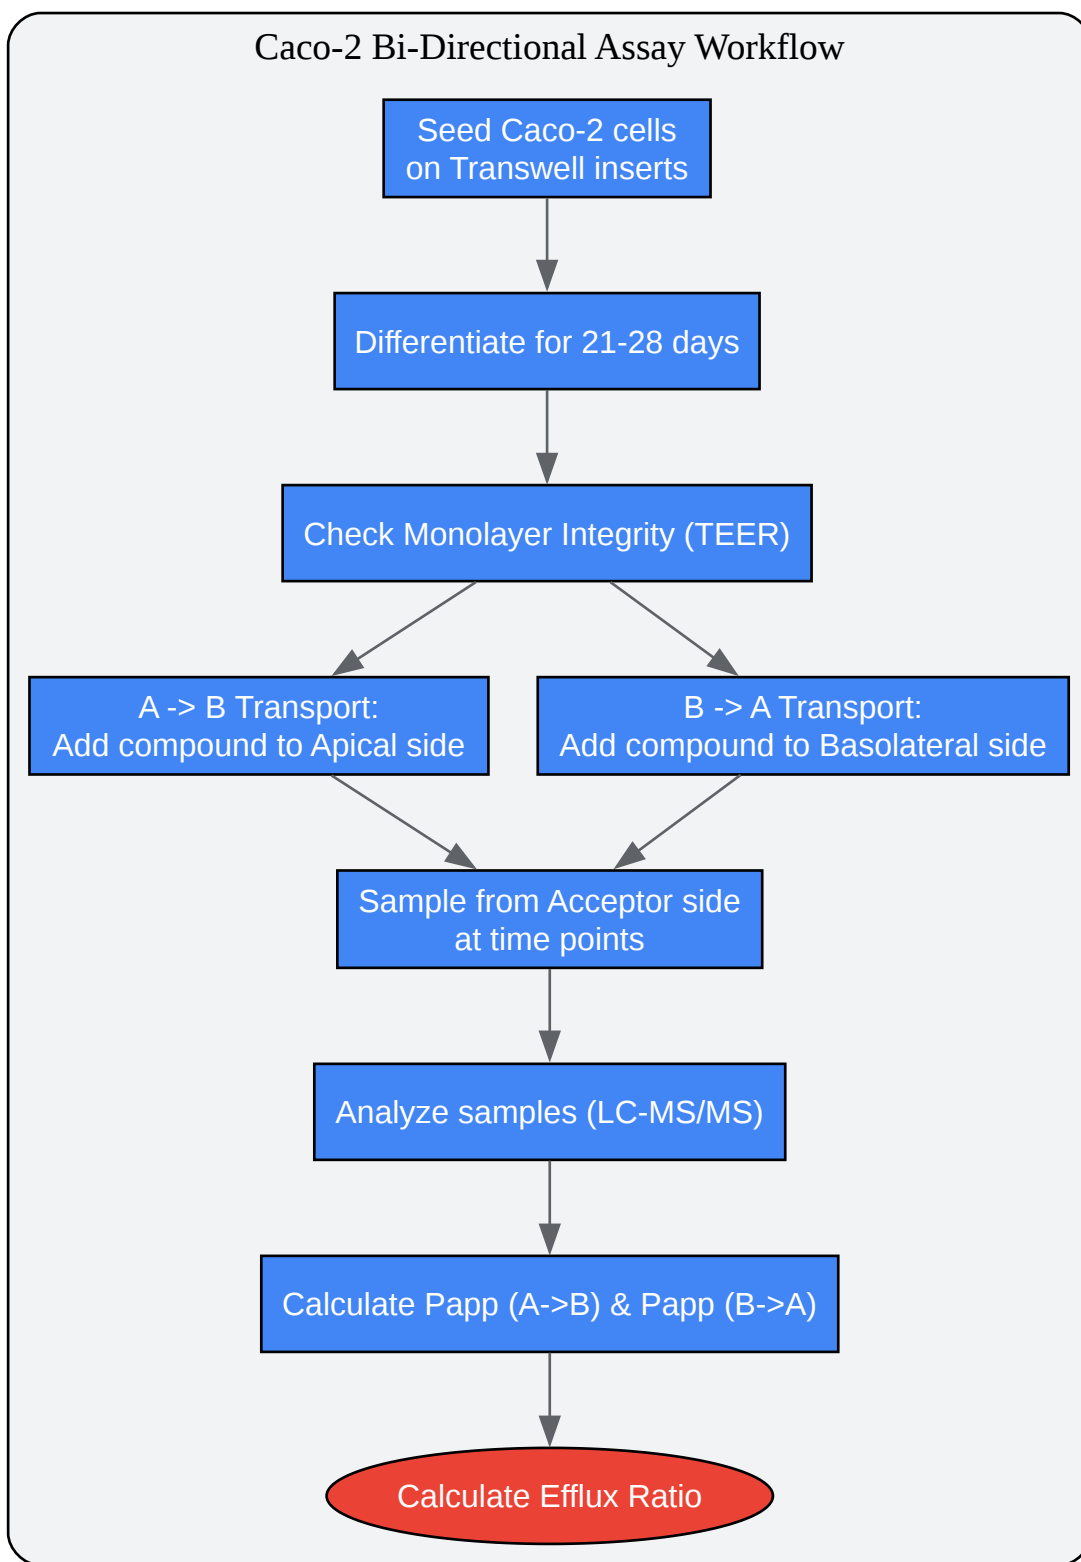 Caco-2 Bi-Directional Assay Workflow
Seed Caco-2 cells
on Transwell inserts
Differentiate for 21-28 days
Check Monolayer Integrity (TEER)
A -> B Transport:
Add compound to Apical side
B -> A Transport:
Add compound to Basolateral side
Sample from Acceptor side
at time points
Analyze samples (LC-MS/MS)
Calculate Papp (A->B) & Papp (B->A)
Calculate Efflux Ratio